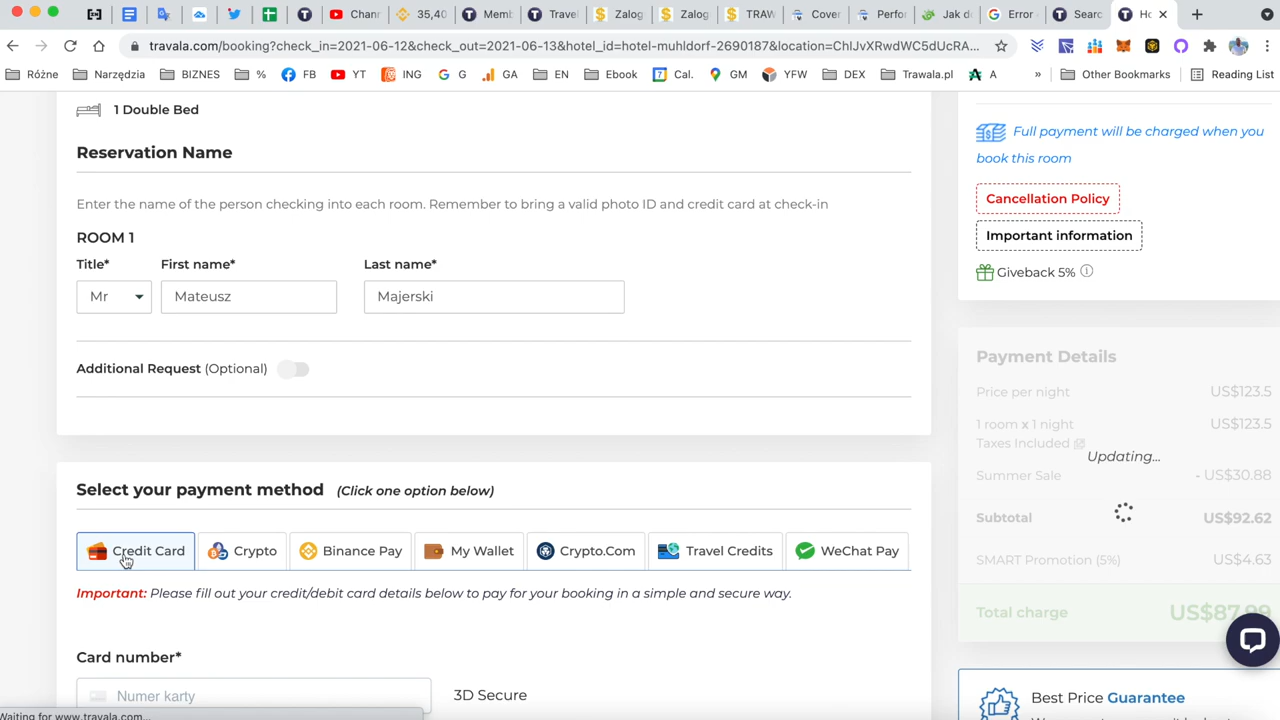 Chann
35,40
Memb
Travel
Zalog
Zalog
TRAW
Cover
Perfor
Jak do
Error
Searc
Ho
travala.com/booking?check_in=2021-06-12&check_out=2021-06-13&hotel_id=hotel-muhldorf-2690187&location=ChIJvXRwdWC5dUcRA...
Różne
Narzędzia
BIZNES
%
FB
YT
ING
G
GA
EN
Ebook
Cal.
GM
YFW
DEX
Trawala.pl
A
»
Other Bookmarks
Reading List
1 Double Bed
Reservation Name
Enter the name of the person checking into each room. Remember to bring a valid photo ID and credit card at check-in
ROOM 1
Title* First name* Last name*
Mr Mateusz Majerski
Additional Request (Optional)
Select your payment method (Click one option below)
Credit Card
Crypto
Binance Pay
My Wallet
Crypto.Com
Travel Credits
WeChat Pay
Important: Please fill out your credit/debit card details below to pay for your booking in a simple and secure way.
Card number*
Numer karty
3D Secure
Waiting for www.travala.com...
Full payment will be charged when you
book this room
Cancellation Policy
Important information
Giveback 5%
Payment Details
Price per night US$123.5
1 room x 1 night US$123.5
Taxes Included
Updating...
Summer Sale - US$30.88
Subtotal US$92.62
SMART Promotion (5%) US$4.63
Total charge US$87.99
Best Price Guarantee